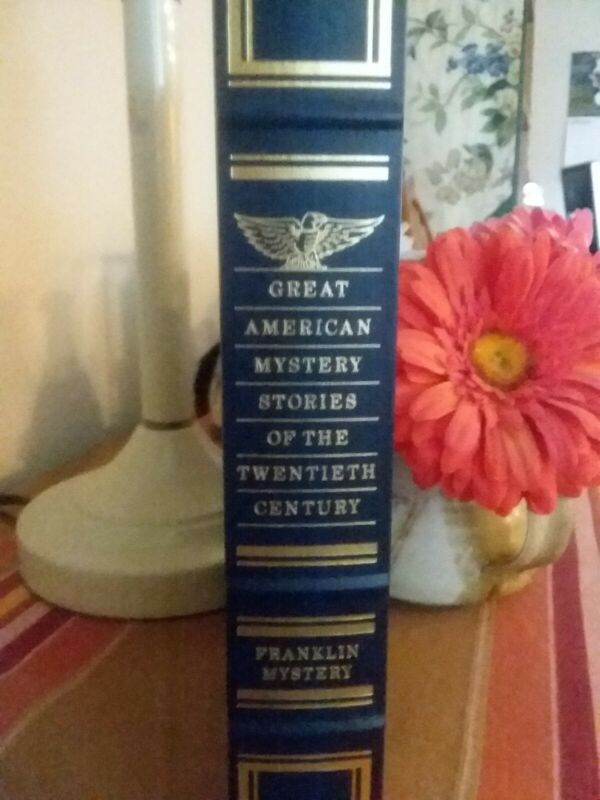 GREAT
AMERICAN
MYSTERY
STORIES
OF THE
TWENTIETH
CENTURY
FRANKLIN
MYSTERY